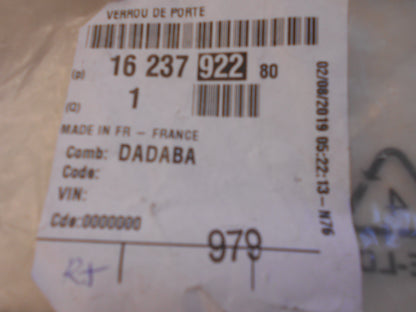 VERROU DE PORTE
(P) 16 237 922 80
(Q) 1
MADE IN FR - FRANCE
Comb: DADABA
Code:
VIN:
Cde:0000000
979
R+
02/08/2019 05:22:13-N76